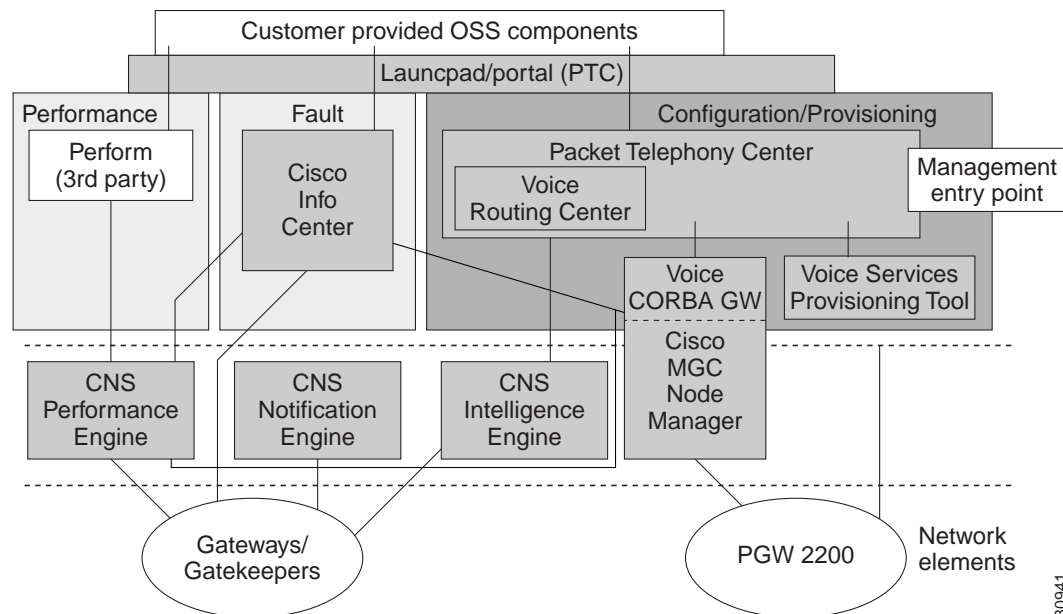 Customer provided OSS components
Launcpad/portal (PTC)
Performance
Fault
Configuration/Provisioning
Perform
(3rd party)
Cisco
Info
Center
Packet Telephony Center
Voice
Routing Center
Management
entry point
Voice
CORBA GW
Voice Services
Provisioning Tool
Cisco
MGC
Node
Manager
CNS
Performance
Engine
CNS
Notification
Engine
CNS
Intelligence
Engine
Gateways/
Gatekeepers
PGW 2200
Network
elements
80941